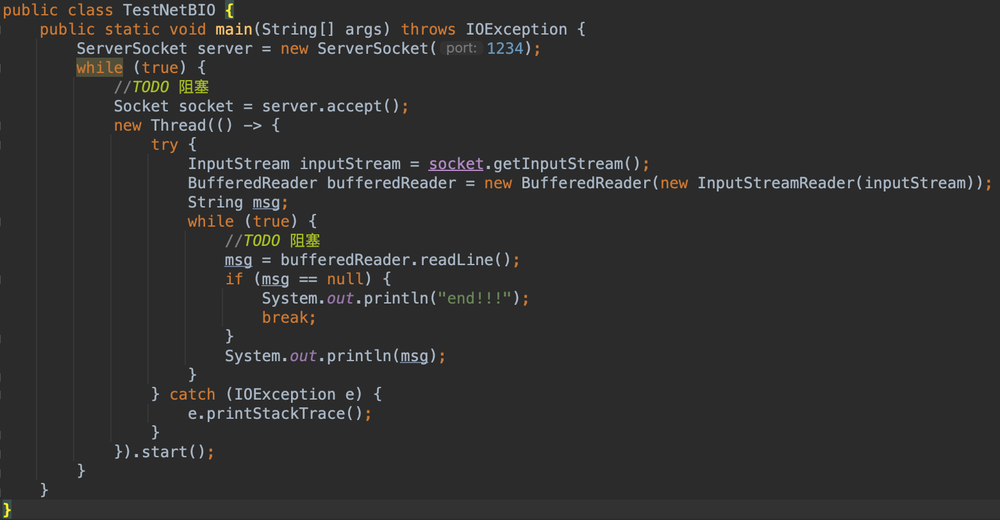 public class TestNetBIO {
    public static void main(String[] args) throws IOException {
        ServerSocket server = new ServerSocket( port: 1234);
        while (true) {
            //TODO 阻塞
            Socket socket = server.accept();
            new Thread(() -> {
                try {
                    InputStream inputStream = socket.getInputStream();
                    BufferedReader bufferedReader = new BufferedReader(new InputStreamReader(inputStream));
                    String msg;
                    while (true) {
                        //TODO 阻塞
                        msg = bufferedReader.readLine();
                        if (msg == null) {
                            System.out.println("end!!!");
                            break;
                        }
                        System.out.println(msg);
                    }
                } catch (IOException e) {
                    e.printStackTrace();
                }
            }).start();
        }
    }
}